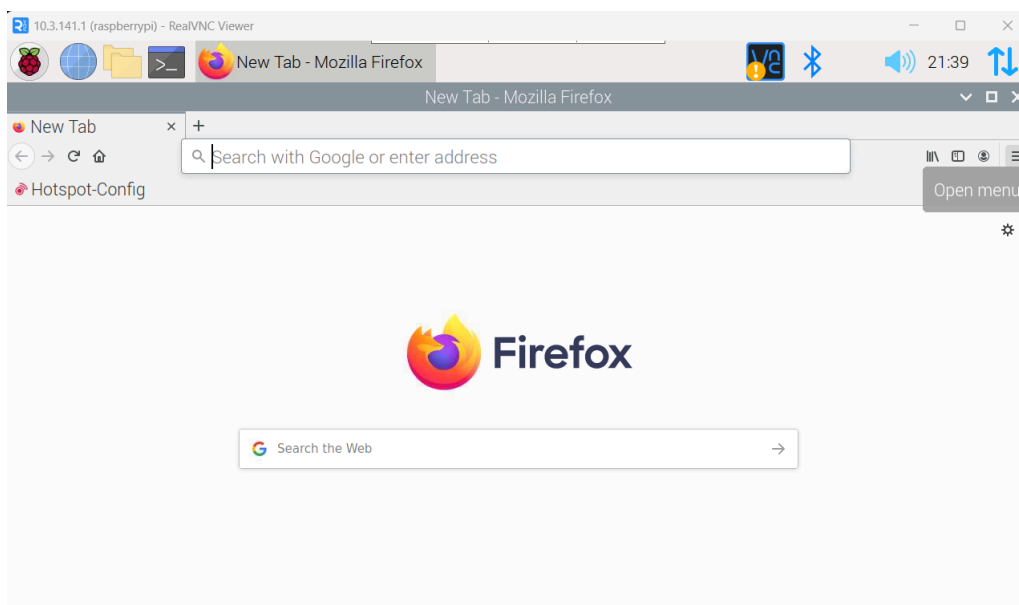 10.3.141.1 (raspberrypi) - RealVNC Viewer
>_ New Tab - Mozilla Firefox
21:39
New Tab - Mozilla Firefox
New Tab
Search with Google or enter address
Hotspot-Config
Open menu
Firefox
Search the Web